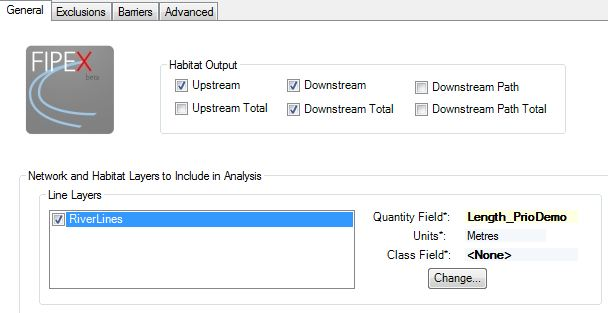 General Exclusions Barriers Advanced
FIPEX
beta
Habitat Output
Upstream Downstream Downstream Path
Upstream Total Downstream Total Downstream Path Total
Network and Habitat Layers to Include in Analysis
Line Layers
RiverLines
Quantity Field*: Length_PrioDemo
Units*: Metres
Class Field*: <None>
Change...